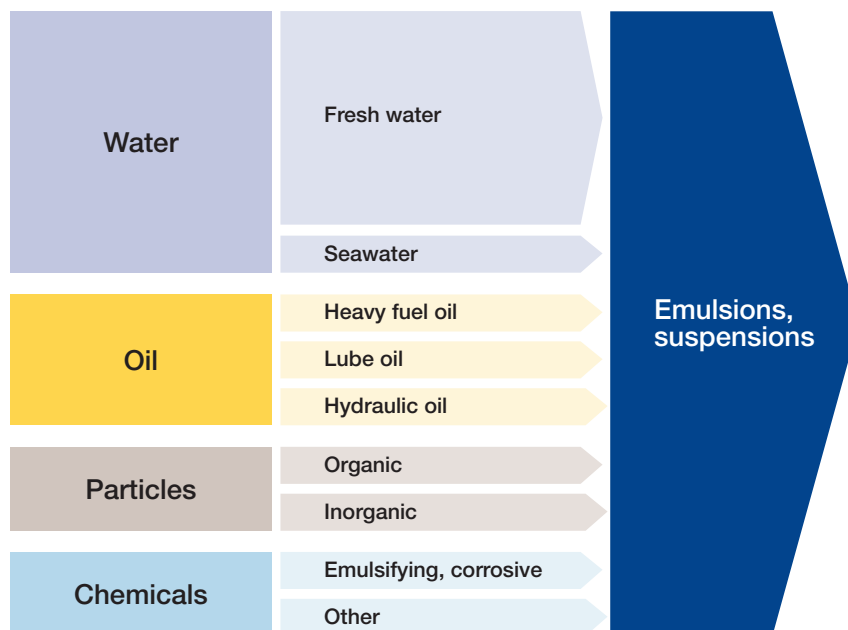 Water
Fresh water
Seawater
Oil
Heavy fuel oil
Lube oil
Hydraulic oil
Particles
Organic
Inorganic
Chemicals
Emulsifying, corrosive
Other
Emulsions,
suspensions